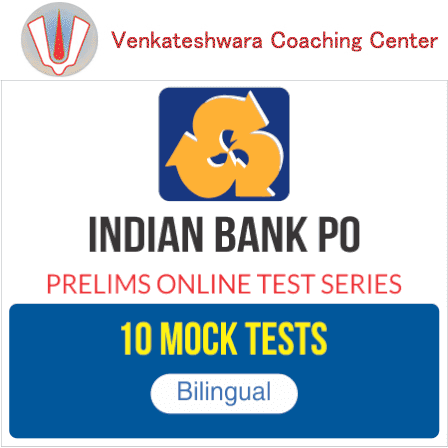 Venkateshwara Coaching Center
INDIAN BANK PO
PRELIMS ONLINE TEST SERIES
10 MOCK TESTS
Bilingual